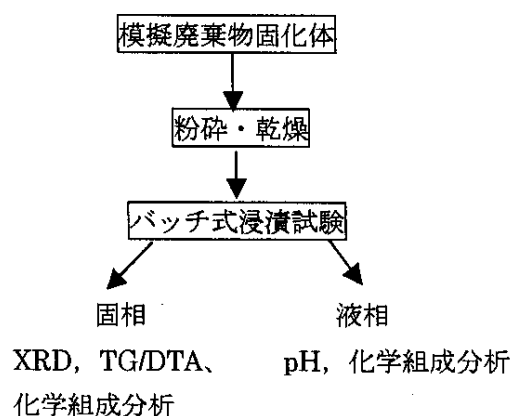 模擬廃棄物固化体
粉砕・乾燥
バッチ式浸漬試験
固相
液相
XRD, TG/DTA、
化学組成分析
pH, 化学組成分析